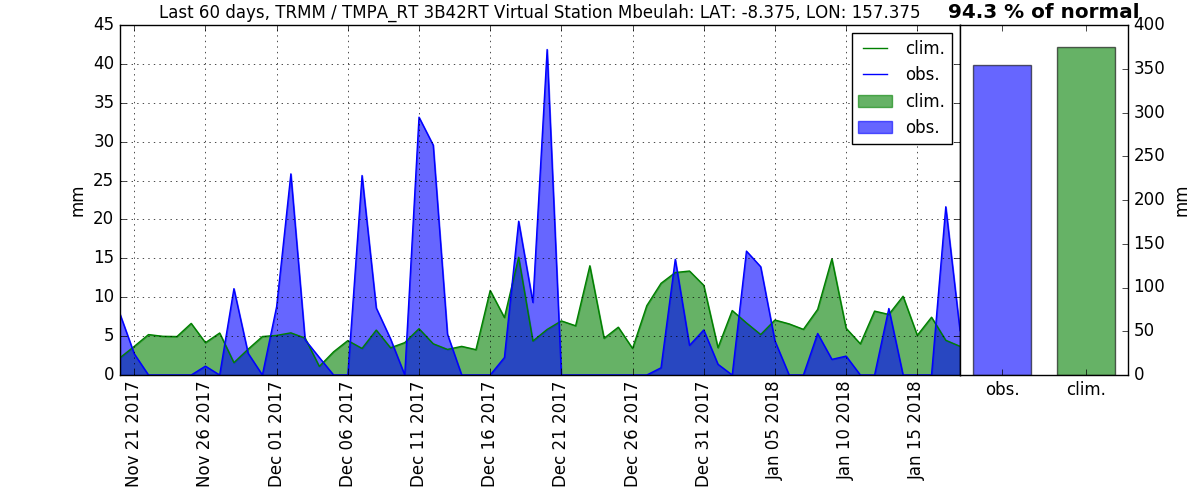 Last 60 days, TRMM / TMPA_RT 3B42RT Virtual Station Mbeulah: LAT: -8.375, LON: 157.375
94.3 % of normal
45
40
35
30
25
20
15
10
5
0
mm
clim.
obs.
clim.
obs.
400
350
300
250
200
150
100
50
0
mm
Nov 21 2017
Nov 26 2017
Dec 01 2017
Dec 06 2017
Dec 11 2017
Dec 16 2017
Dec 21 2017
Dec 26 2017
Dec 31 2017
Jan 05 2018
Jan 10 2018
Jan 15 2018
obs.
clim.